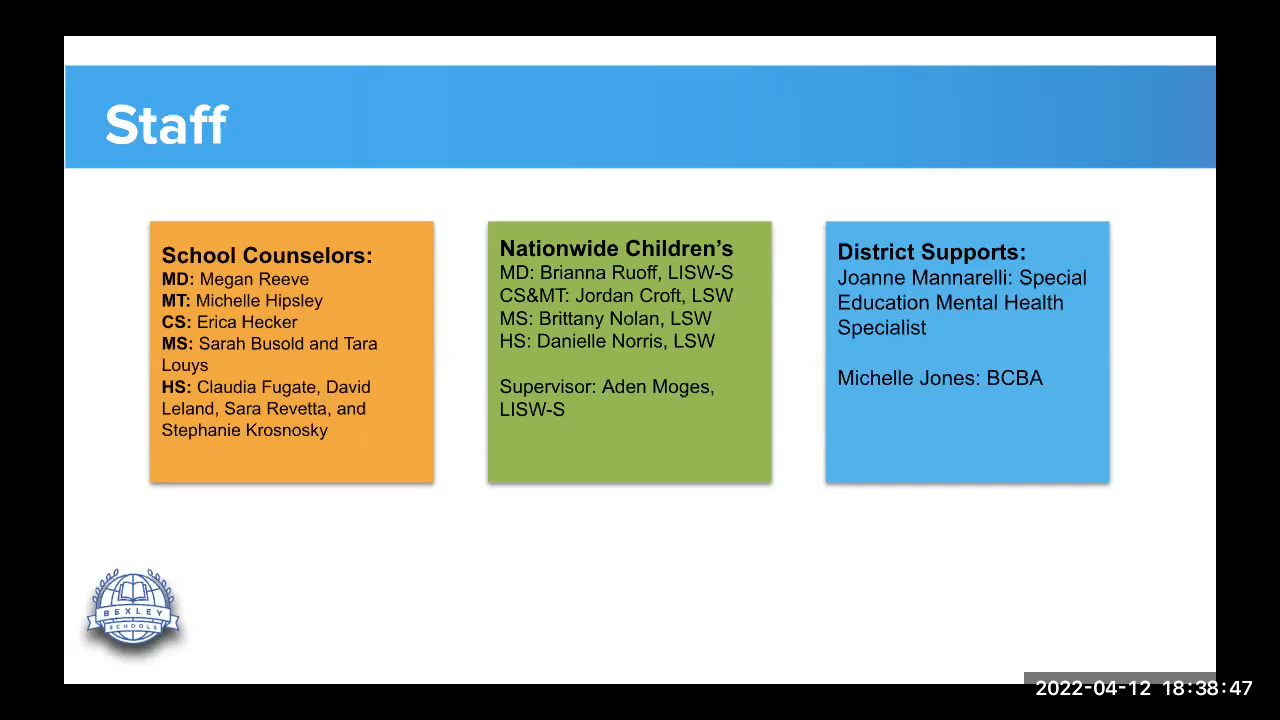 Staff
School Counselors:
MD: Megan Reeve
MT: Michelle Hipsley
CS: Erica Hecker
MS: Sarah Busold and Tara
Louys
HS: Claudia Fugate, David
Leland, Sara Revetta, and
Stephanie Krosnosky
Nationwide Children's
MD: Brianna Ruoff, LISW-S
CS&MT: Jordan Croft, LSW
MS: Brittany Nolan, LSW
HS: Danielle Norris, LSW
Supervisor: Aden Moges,
LISW-S
District Supports:
Joanne Mannarelli: Special
Education Mental Health
Specialist
Michelle Jones: BCBA
BEXLEY
SCHOOLS
2022-04-12 18:38:47